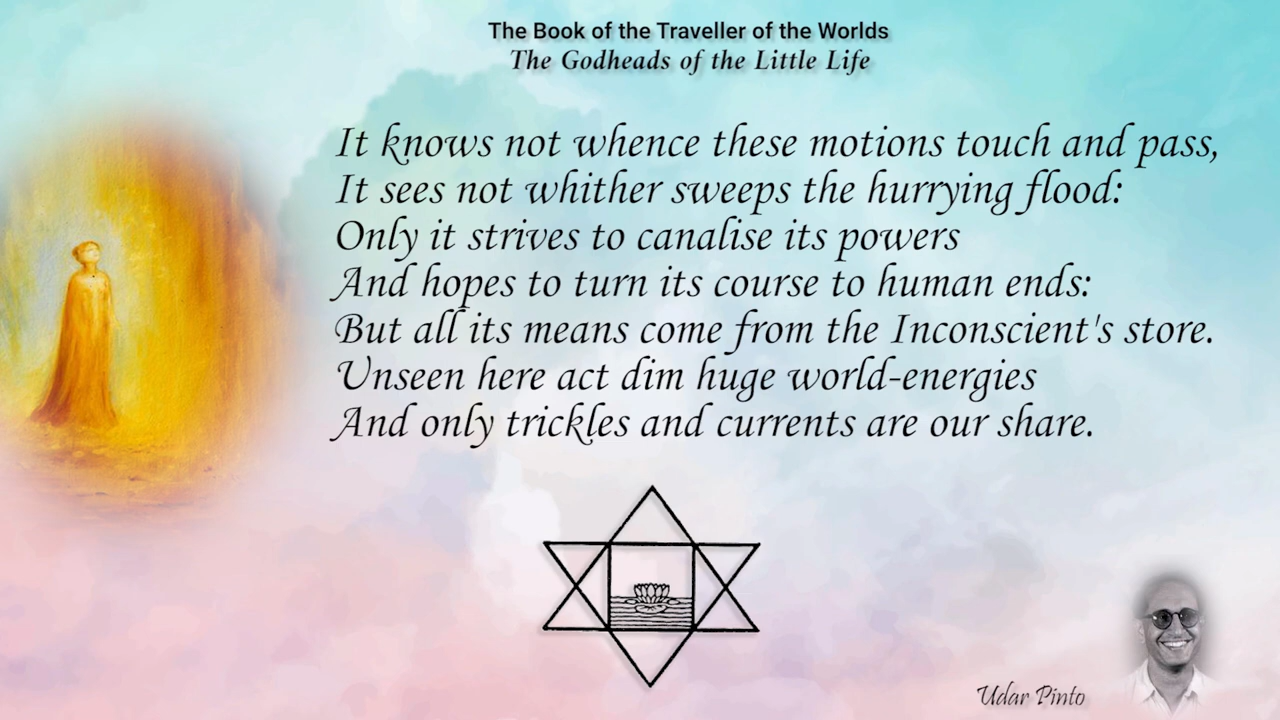 The Book of the Traveller of the Worlds
The Godheads of the Little Life
It knows not whence these motions touch and pass,
It sees not whither sweeps the hurrying flood:
Only it strives to canalise its powers
And hopes to turn its course to human ends:
But all its means come from the Inconscient's store.
Unseen here act dim huge world-energies
And only trickles and currents are our share.
Udar Pinto